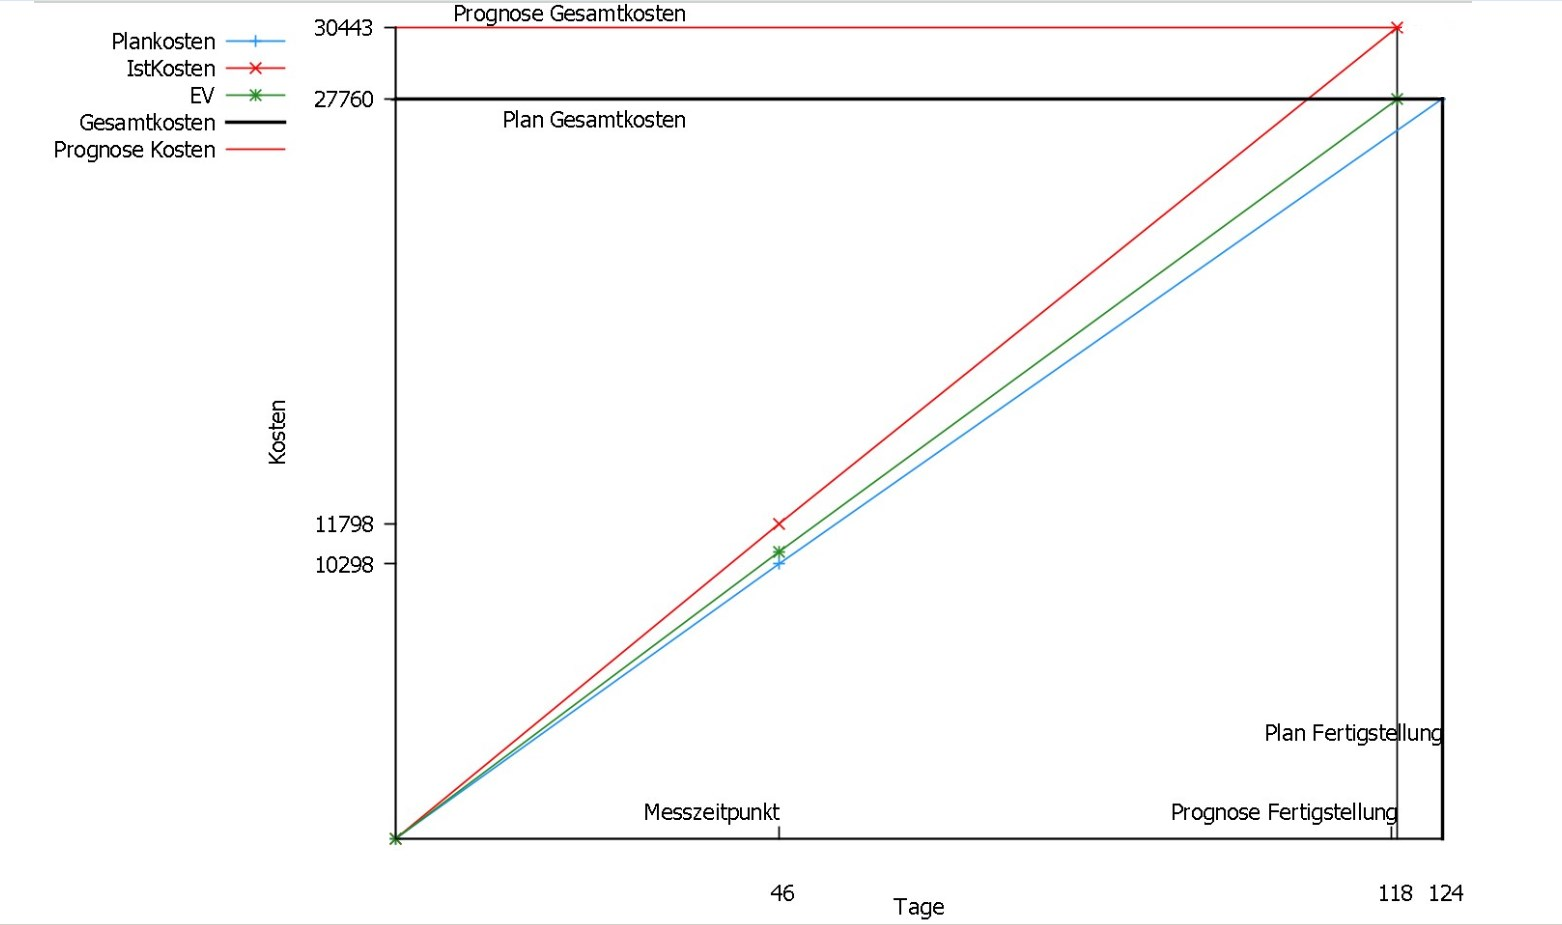 Prognose Gesamtkosten
30443
Plankosten
IstKosten
EV
27760
Plan Gesamtkosten
Gesamtkosten
Prognose Kosten
Kosten
11798
10298
Plan Fertigstellung
Messzeitpunkt
Prognose Fertigstellung
46
118
124
Tage